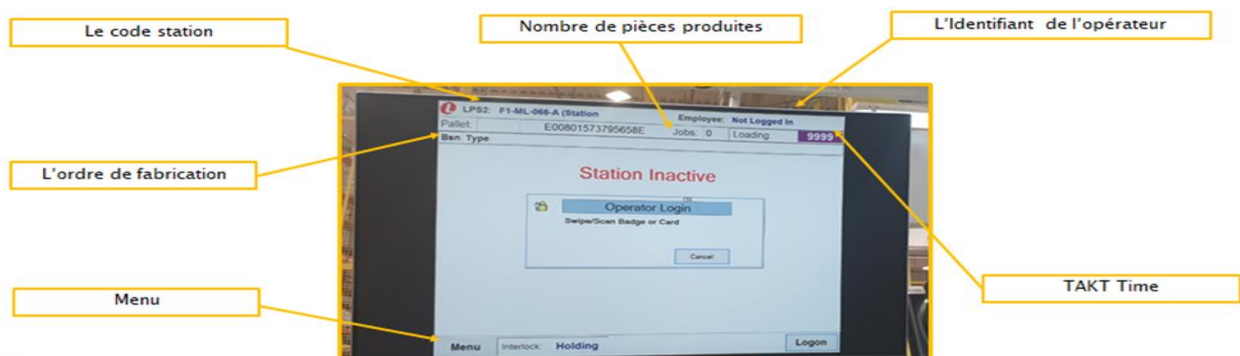 Le code station
Nombre de pièces produites
L'Identifiant de l'opérateur
LPS2: F1-ML-066-A (Station
Employee: Not Logged In
Pallet: E00801573795658E Jobs: 0 Loading: 9999
Bsn Type
L'ordre de fabrication
Station Inactive
Operator Login
Swipe/Scan Badge or Card
Cancel
TAKT Time
Menu
Menu Interlock: Holding Logon